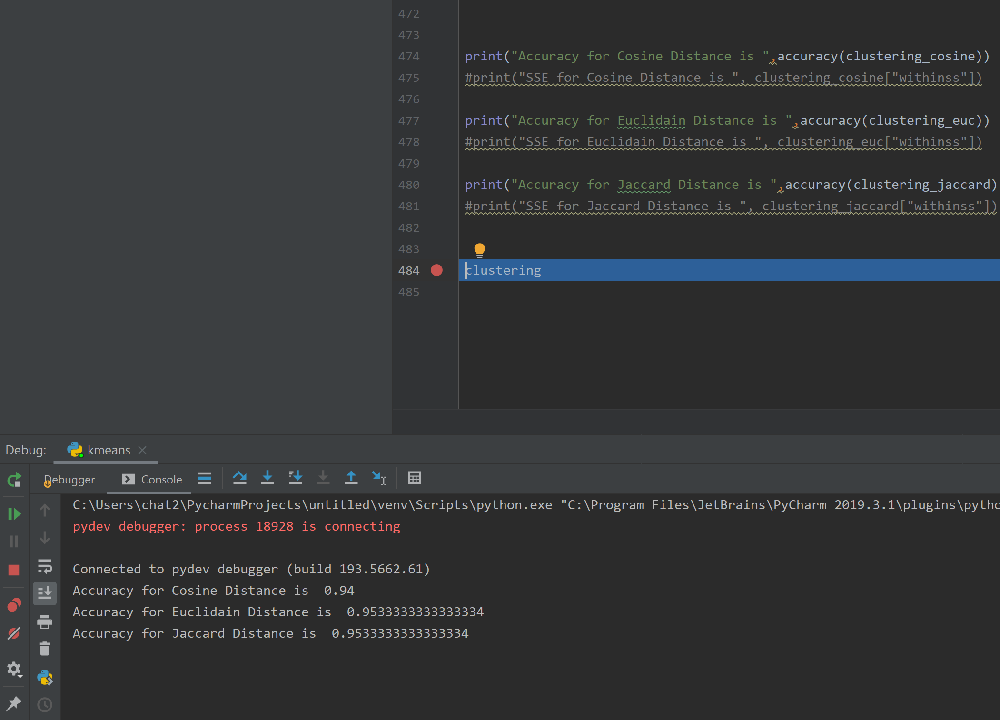 472
473
474 print("Accuracy for Cosine Distance is ",accuracy(clustering_cosine))
475 #print("SSE for Cosine Distance is ", clustering_cosine["withinss"])
476
477 print("Accuracy for Euclidain Distance is ",accuracy(clustering_euc))
478 #print("SSE for Euclidain Distance is ", clustering_euc["withinss"])
479
480 print("Accuracy for Jaccard Distance is ",accuracy(clustering_jaccard)
481 #print("SSE for Jaccard Distance is ", clustering_jaccard["withinss"])
482
483
484 clustering
485
Debug: kmeans
Debugger Console
C:\Users\chat2\PycharmProjects\untitled\venv\Scripts\python.exe "C:\Program Files\JetBrains\PyCharm 2019.3.1\plugins\pytho
pydev debugger: process 18928 is connecting
Connected to pydev debugger (build 193.5662.61)
Accuracy for Cosine Distance is  0.94
Accuracy for Euclidain Distance is  0.9533333333333334
Accuracy for Jaccard Distance is  0.9533333333333334